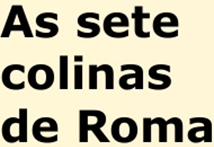 As sete
colinas
de Roma